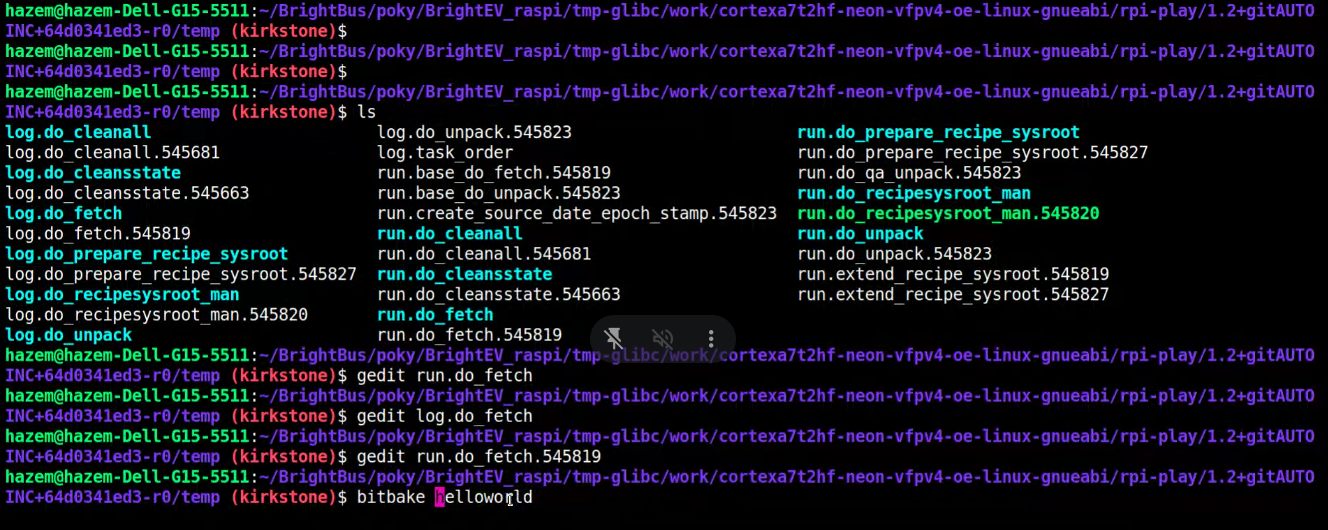 hazem@hazem-Dell-G15-5511:~/BrightBus/poky/BrightEV_raspi/tmp-glibc/work/cortexa7t2hf-neon-vfpv4-oe-linux-gnueabi/rpi-play/1.2+gitAUTO
INC+64d0341ed3-r0/temp (kirkstone)$
hazem@hazem-Dell-G15-5511:~/BrightBus/poky/BrightEV_raspi/tmp-glibc/work/cortexa7t2hf-neon-vfpv4-oe-linux-gnueabi/rpi-play/1.2+gitAUTO
INC+64d0341ed3-r0/temp (kirkstone)$
hazem@hazem-Dell-G15-5511:~/BrightBus/poky/BrightEV_raspi/tmp-glibc/work/cortexa7t2hf-neon-vfpv4-oe-linux-gnueabi/rpi-play/1.2+gitAUTO
INC+64d0341ed3-r0/temp (kirkstone)$ ls
log.do_cleanall log.do_unpack.545823 run.do_prepare_recipe_sysroot
log.do_cleanall.545681 log.task_order run.do_prepare_recipe_sysroot.545827
log.do_cleansstate run.base_do_fetch.545819 run.do_qa_unpack.545823
log.do_cleansstate.545663 run.base_do_unpack.545823 run.do_recipesysroot_man
log.do_fetch run.create_source_date_epoch_stamp.545823 run.do_recipesysroot_man.545820
log.do_fetch.545819 run.do_cleanall run.do_unpack
log.do_prepare_recipe_sysroot run.do_cleanall.545681 run.do_unpack.545823
log.do_prepare_recipe_sysroot.545827 run.do_cleansstate run.extend_recipe_sysroot.545819
log.do_recipesysroot_man run.do_cleansstate.545663 run.extend_recipe_sysroot.545827
log.do_recipesysroot_man.545820 run.do_fetch
log.do_unpack run.do_fetch.545819
hazem@hazem-Dell-G15-5511:~/BrightBus/poky/BrightEV_raspi/tmp-glibc/work/cortexa7t2hf-neon-vfpv4-oe-linux-gnueabi/rpi-play/1.2+gitAUTO
INC+64d0341ed3-r0/temp (kirkstone)$ gedit run.do_fetch
hazem@hazem-Dell-G15-5511:~/BrightBus/poky/BrightEV_raspi/tmp-glibc/work/cortexa7t2hf-neon-vfpv4-oe-linux-gnueabi/rpi-play/1.2+gitAUTO
INC+64d0341ed3-r0/temp (kirkstone)$ gedit log.do_fetch
hazem@hazem-Dell-G15-5511:~/BrightBus/poky/BrightEV_raspi/tmp-glibc/work/cortexa7t2hf-neon-vfpv4-oe-linux-gnueabi/rpi-play/1.2+gitAUTO
INC+64d0341ed3-r0/temp (kirkstone)$ gedit run.do_fetch.545819
hazem@hazem-Dell-G15-5511:~/BrightBus/poky/BrightEV_raspi/tmp-glibc/work/cortexa7t2hf-neon-vfpv4-oe-linux-gnueabi/rpi-play/1.2+gitAUTO
INC+64d0341ed3-r0/temp (kirkstone)$ bitbake helloworld